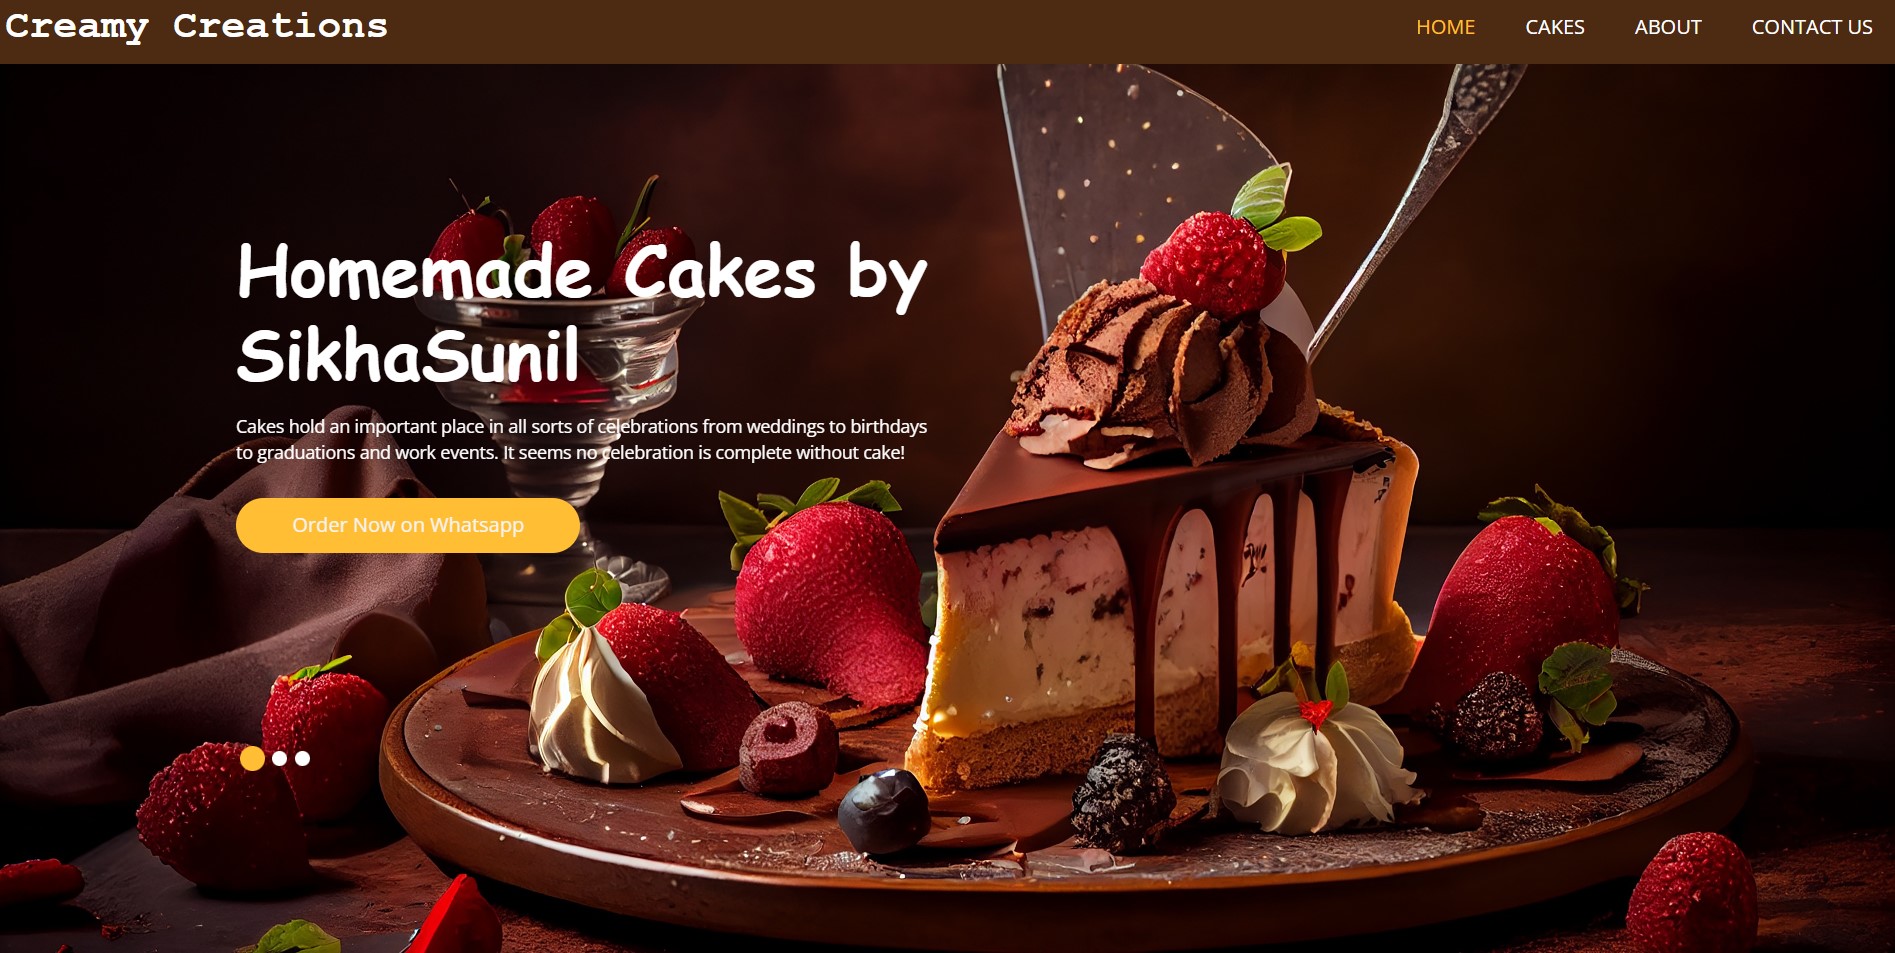 Creamy Creations
HOME CAKES ABOUT CONTACT US
Homemade Cakes by
SikhaSunil
Cakes hold an important place in all sorts of celebrations from weddings to birthdays
to graduations and work events. It seems no celebration is complete without cake!
Order Now on Whatsapp